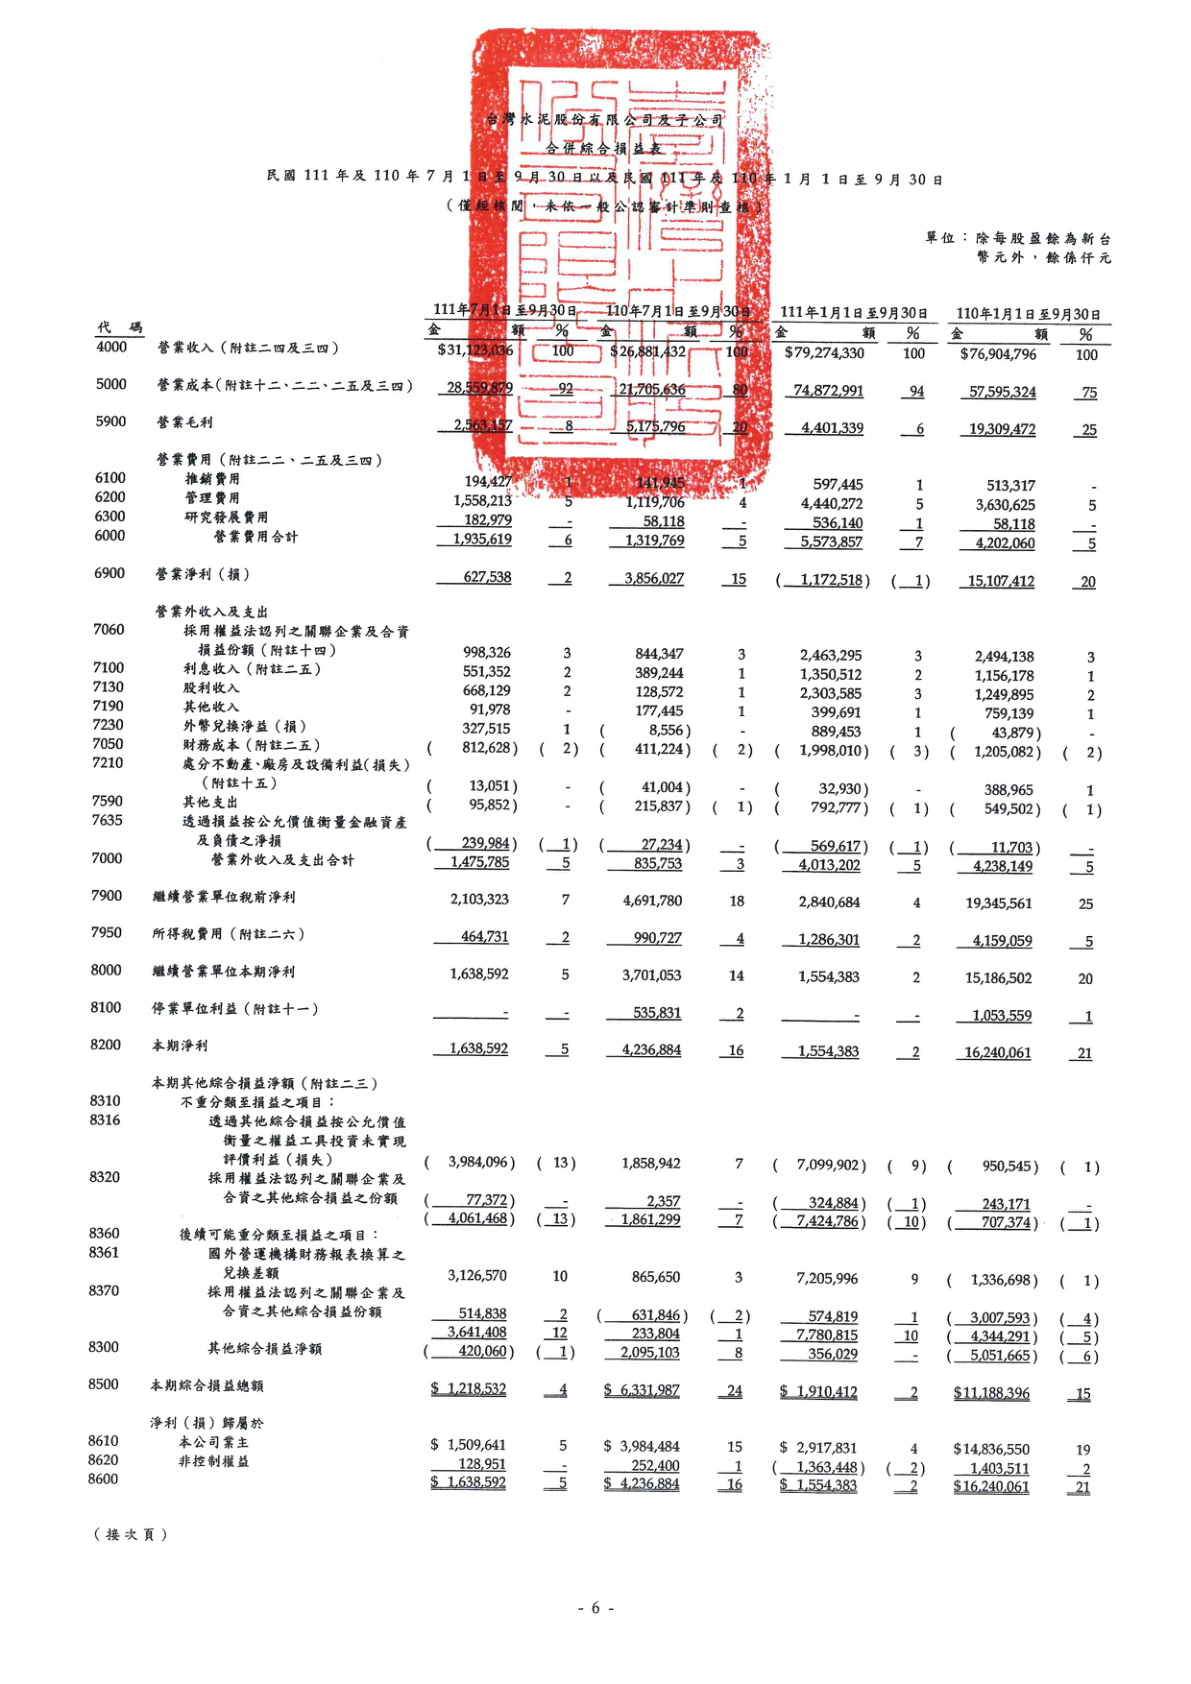 台灣水泥股份有限公司及子公司
合併綜合損益表
民國 111 年及 110 年 7 月 1 日至 9 月 30 日以及民國 111 年及 110 年 1 月 1 日至 9 月 30 日
（僅經核閱，未依一般公認審計準則查核）
單位：除每股盈餘為新台
幣元外，餘係仟元
111年7月1日至9月30日 110年7月1日至9月30日 111年1月1日至9月30日 110年1月1日至9月30日
代 碼 金 額 % 金 額 % 金 額 % 金 額 %
4000 營業收入（附註二四及三四） $31,123,036 100 $26,881,432 100 $79,274,330 100 $76,904,796 100
5000 營業成本（附註十二、二二、二五及三四） 28,559,879 92 21,705,636 80 74,872,991 94 57,595,324 75
5900 營業毛利 2,563,157 8 5,175,796 20 4,401,339 6 19,309,472 25
營業費用（附註二二、二五及三四）
6100 推銷費用 194,427 1 141,945 1 597,445 1 513,317 -
6200 管理費用 1,558,213 5 1,119,706 4 4,440,272 5 3,630,625 5
6300 研究發展費用 182,979 - 58,118 - 536,140 1 58,118 -
6000 營業費用合計 1,935,619 6 1,319,769 5 5,573,857 7 4,202,060 5
6900 營業淨利（損） 627,538 2 3,856,027 15 ( 1,172,518) ( 1) 15,107,412 20
營業外收入及支出
7060 採用權益法認列之關聯企業及合資
損益份額（附註十四） 998,326 3 844,347 3 2,463,295 3 2,494,138 3
7100 利息收入（附註二五） 551,352 2 389,244 1 1,350,512 2 1,156,178 1
7130 股利收入 668,129 2 128,572 1 2,303,585 3 1,249,895 2
7190 其他收入 91,978 - 177,445 1 399,691 1 759,139 1
7230 外幣兌換淨益（損） 327,515 1 ( 8,556) - 889,453 1 ( 43,879) -
7050 財務成本（附註二五） ( 812,628) ( 2) ( 411,224) ( 2) ( 1,998,010) ( 3) ( 1,205,082) ( 2)
7210 處分不動產、廠房及設備利益（損失）
（附註十五） ( 13,051) - ( 41,004) - ( 32,930) - 388,965 1
7590 其他支出 ( 95,852) - ( 215,837) ( 1) ( 792,777) ( 1) ( 549,502) ( 1)
7635 透過損益按公允價值衡量金融資產
及負債之淨損 ( 239,984) ( 1) ( 27,234) - ( 569,617) ( 1) ( 11,703) -
7000 營業外收入及支出合計 1,475,785 5 835,753 3 4,013,202 5 4,238,149 5
7900 繼續營業單位稅前淨利 2,103,323 7 4,691,780 18 2,840,684 4 19,345,561 25
7950 所得稅費用（附註二六） 464,731 2 990,727 4 1,286,301 2 4,159,059 5
8000 繼續營業單位本期淨利 1,638,592 5 3,701,053 14 1,554,383 2 15,186,502 20
8100 停業單位利益（附註十一） - - 535,831 2 - - 1,053,559 1
8200 本期淨利 1,638,592 5 4,236,884 16 1,554,383 2 16,240,061 21
本期其他綜合損益淨額（附註二三）
8310 不重分類至損益之項目：
8316 透過其他綜合損益按公允價值
衡量之權益工具投資未實現
評價利益（損失） ( 3,984,096) ( 13) 1,858,942 7 ( 7,099,902) ( 9) ( 950,545) ( 1)
8320 採用權益法認列之關聯企業及
合資之其他綜合損益之份額 ( 77,372) - 2,357 - ( 324,884) ( 1) 243,171 -
( 4,061,468) ( 13) 1,861,299 7 ( 7,424,786) ( 10) ( 707,374) ( 1)
8360 後續可能重分類至損益之項目：
8361 國外營運機構財務報表換算之
兌換差額 3,126,570 10 865,650 3 7,205,996 9 ( 1,336,698) ( 1)
8370 採用權益法認列之關聯企業及
合資之其他綜合損益份額 514,838 2 ( 631,846) ( 2) 574,819 1 ( 3,007,593) ( 4)
3,641,408 12 233,804 1 7,780,815 10 ( 4,344,291) ( 5)
8300 其他綜合損益淨額 ( 420,060) ( 1) 2,095,103 8 356,029 - ( 5,051,665) ( 6)
8500 本期綜合損益總額 $ 1,218,532 4 $ 6,331,987 24 $ 1,910,412 2 $11,188,396 15
淨利（損）歸屬於
8610 本公司業主 $ 1,509,641 5 $ 3,984,484 15 $ 2,917,831 4 $14,836,550 19
8620 非控制權益 128,951 - 252,400 1 ( 1,363,448) ( 2) 1,403,511 2
8600 $ 1,638,592 5 $ 4,236,884 16 $ 1,554,383 2 $16,240,061 21
（接次頁）
- 6 -